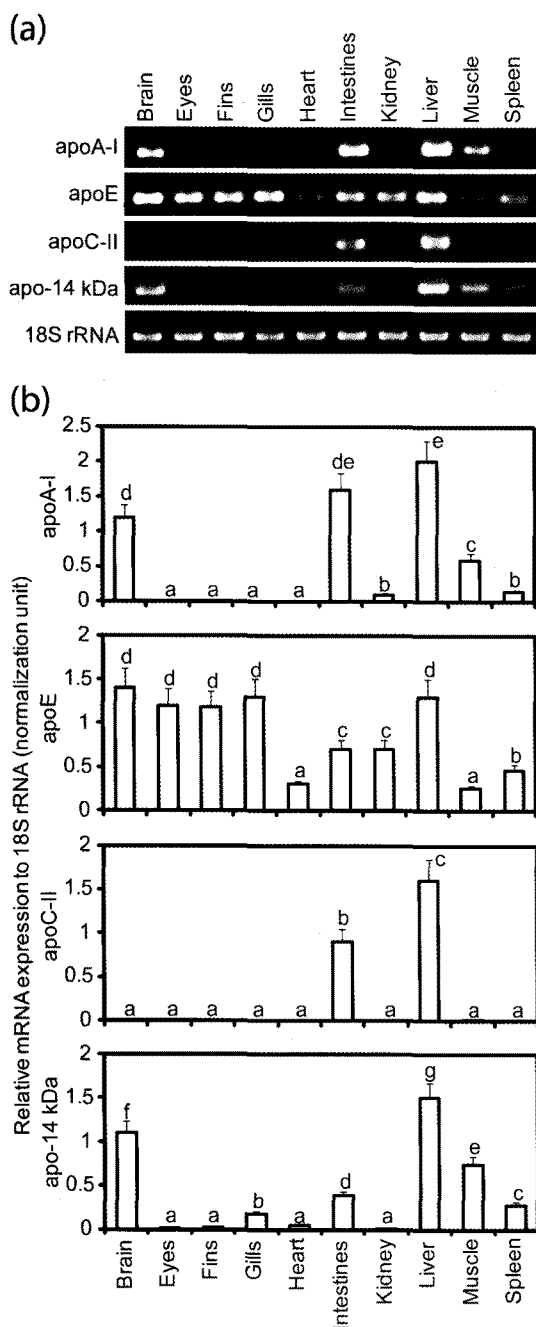 (a)
Brain Eyes Fins Gills Heart Intestines Kidney Liver Muscle Spleen
apoA-I
apoE
apoC-II
apo-14 kDa
18S rRNA
(b)
Relative mRNA expression to 18S rRNA (normalization unit)
apoA-I
2.5
2
1.5
1
0.5
0
d a a a a de b e c b
apoE
2
1.5
1
0.5
0
d d d d a c c d a b
apoC-II
2
1.5
1
0.5
0
a a a a a b a c a a
apo-14 kDa
2
1.5
1
0.5
0
f a a b a d a g e c
Brain Eyes Fins Gills Heart Intestines Kidney Liver Muscle Spleen